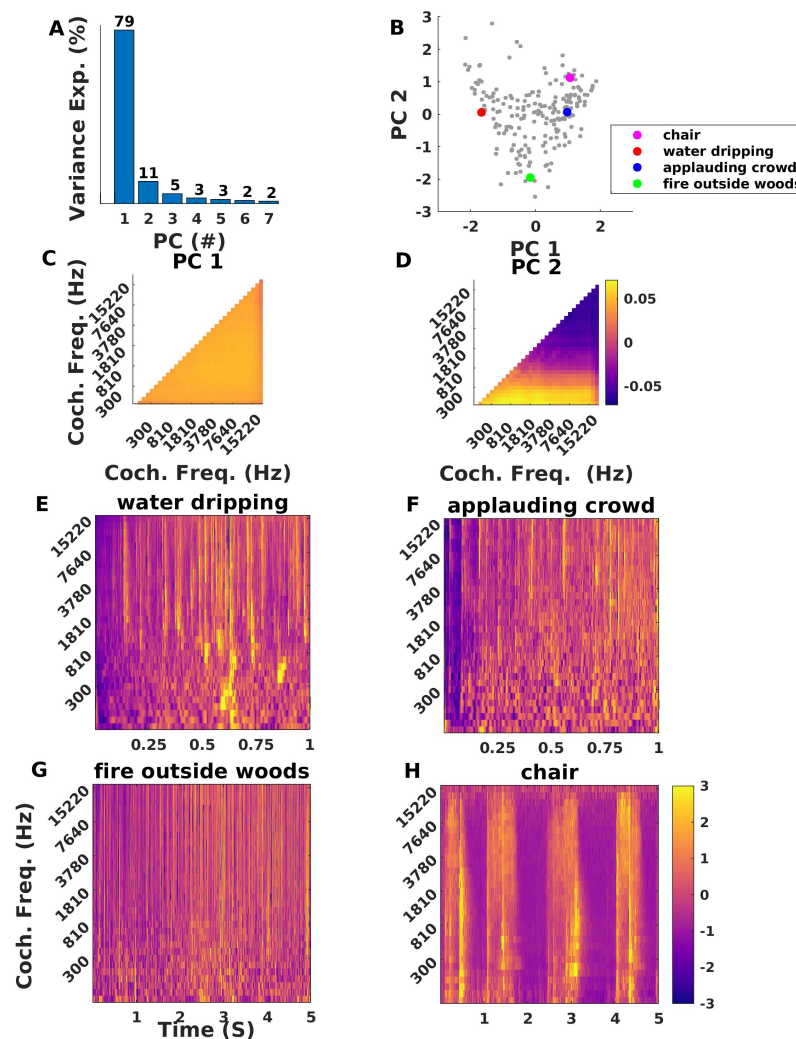 A
Variance Exp. (%)
79
11
5
3
3
2
2
1 2 3 4 5 6 7
PC (#)
B
PC 2
3
2
1
0
-1
-2
-3
-2 0 2
PC 1
chair
water dripping
applauding crowd
fire outside woods
C
PC 1
Coch. Freq. (Hz)
15220
7640
3780
1810
810
300
300 810 1810 3780 7640 15220
Coch. Freq. (Hz)
D
PC 2
15220
7640
3780
1810
810
300
300 810 1810 3780 7640 15220
Coch. Freq. (Hz)
0.05
0
-0.05
E
water dripping
15220
7640
3780
1810
810
300
0.25 0.5 0.75 1
F
applauding crowd
15220
7640
3780
1810
810
300
0.25 0.5 0.75 1
G
fire outside woods
Coch. Freq. (Hz)
15220
7640
3780
1810
810
300
1 2 3 4 5
Time (S)
H
chair
15220
7640
3780
1810
810
300
1 2 3 4 5
3
2
1
0
-1
-2
-3